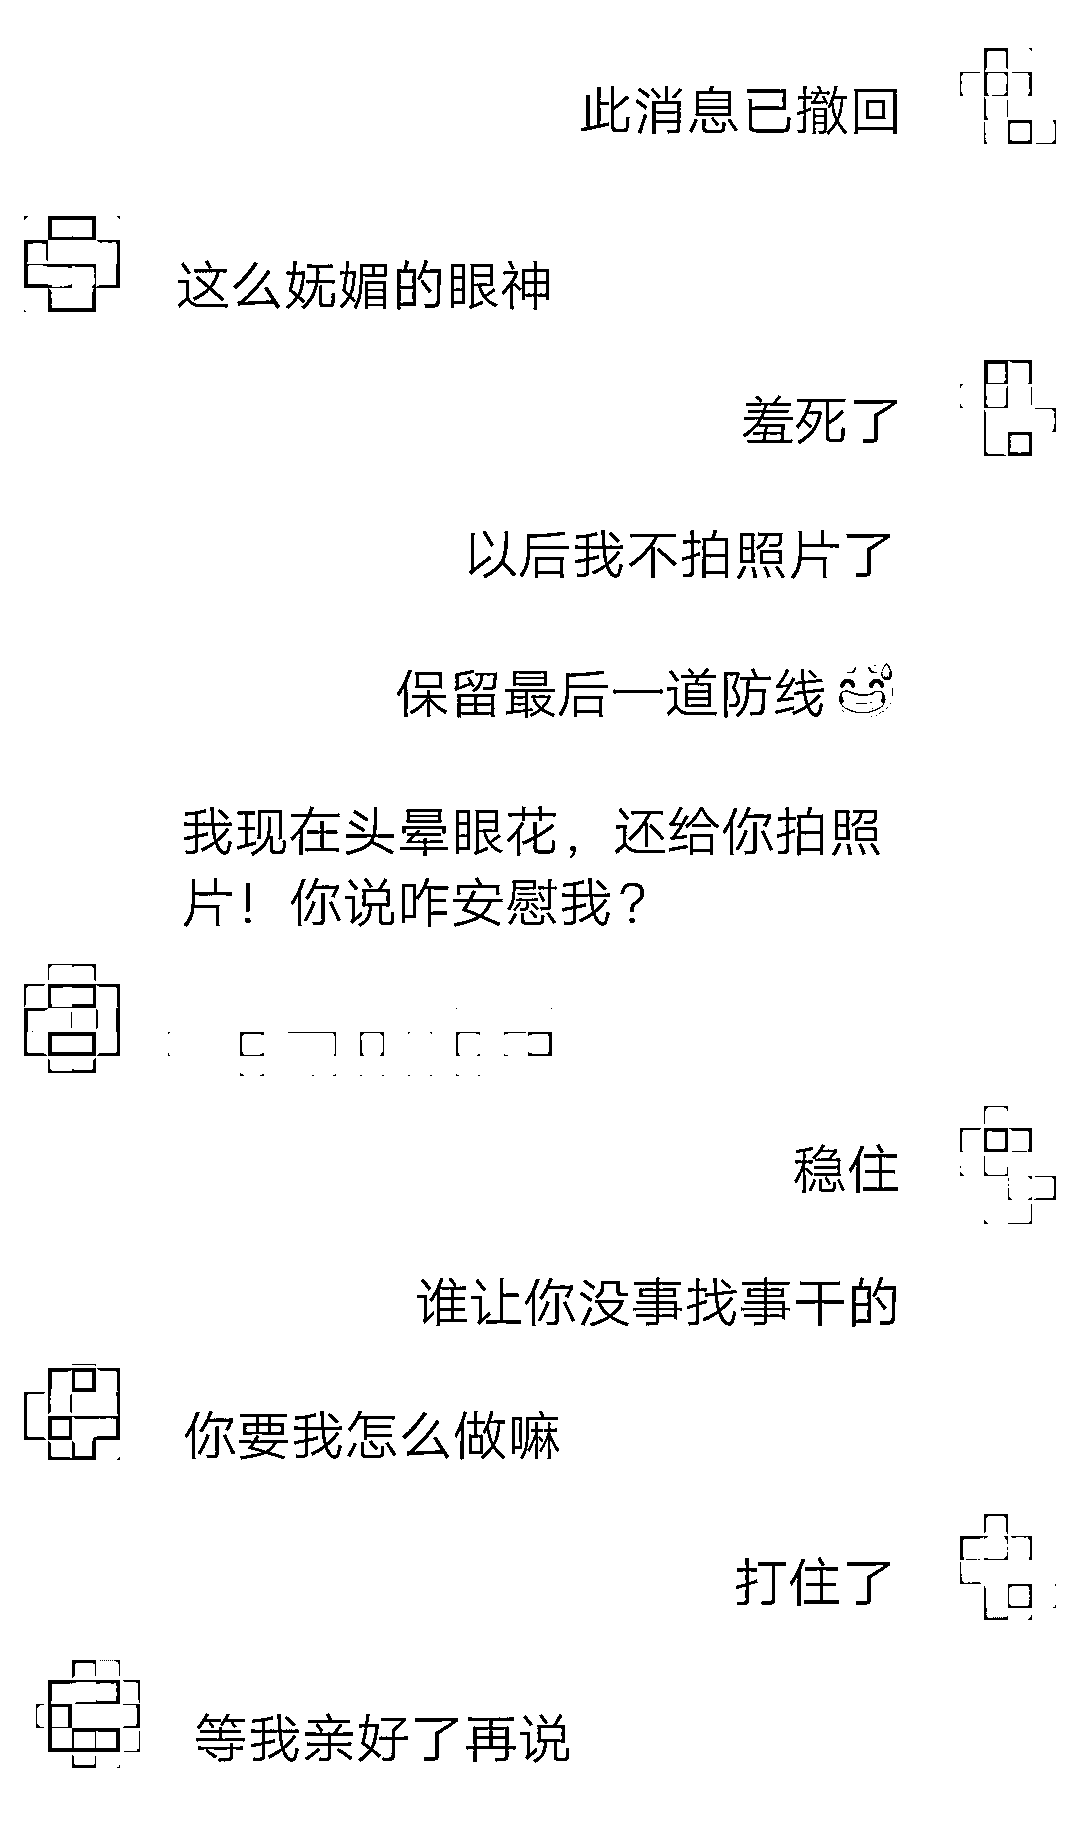 此消息已撤回
这么妩媚的眼神
羞死了
以后我不拍照片了
保留最后一道防线😅
我现在头晕眼花，还给你拍照
片！你说咋安慰我？
稳住
谁让你没事找事干的
你要我怎么做嘛
打住了
等我亲好了再说